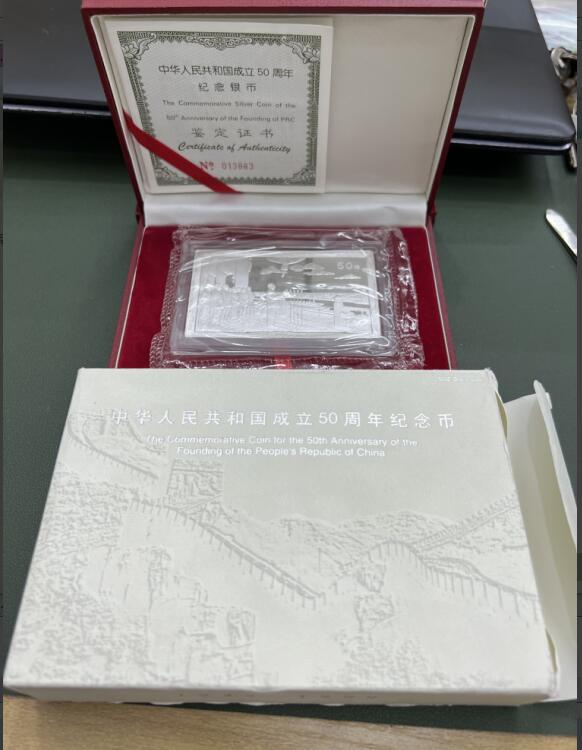 中华人民共和国成立50周年
纪念银币
The Commemorative Silver Coin of the
50th Anniversary of the Founding of PRC
鉴定证书
Certificate of Authenticity
№ 013983
50元
中华人民共和国成立50周年纪念币
The Commemorative Coin for the 50th Anniversary of the
Founding of the People's Republic of China